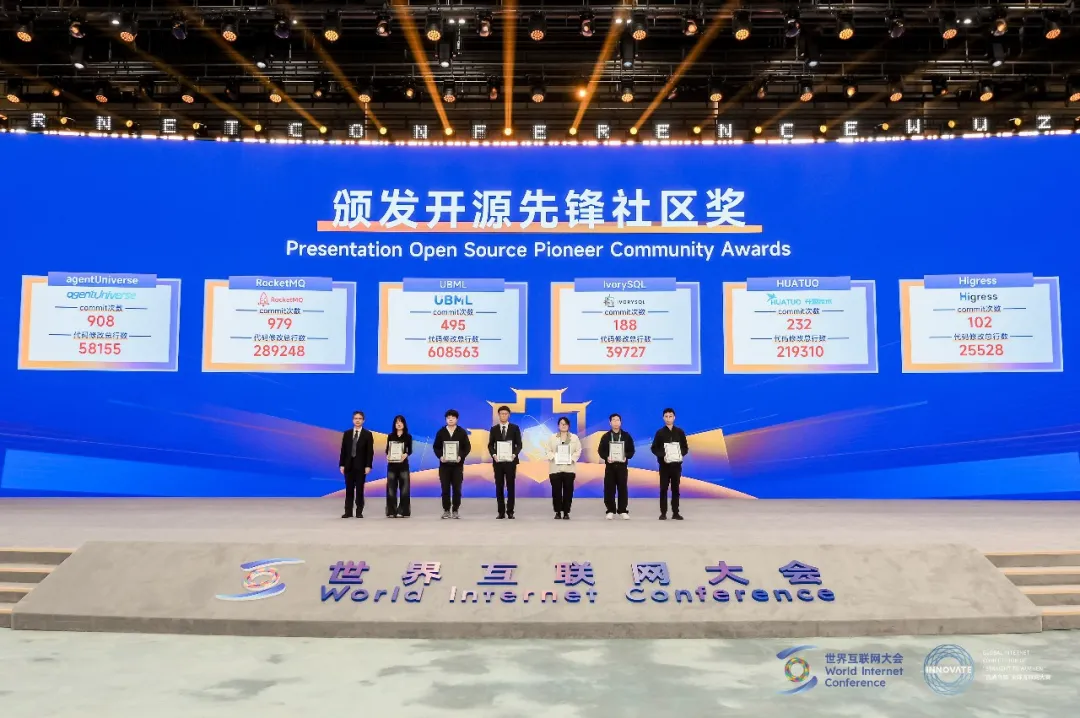 RNET CONFERENCE WUZ
颁发开源先锋社区奖
Presentation Open Source Pioneer Community Awards
agentUniverse
agentUniverse
commit次数
908
代码修改总行数
58155
RocketMQ
RocketMQ
commit次数
979
代码修改总行数
289248
UBML
UBML
commit次数
495
代码修改总行数
608563
IvorySQL
IVORYSQL
commit次数
188
代码修改总行数
39727
HUATUO
HUATUO
commit次数
232
代码修改总行数
219310
Higress
Higress
commit次数
102
代码修改总行数
25528
世界互联网大会
World Internet Conference
世界互联网大会
World Internet
Conference
INNOVATE